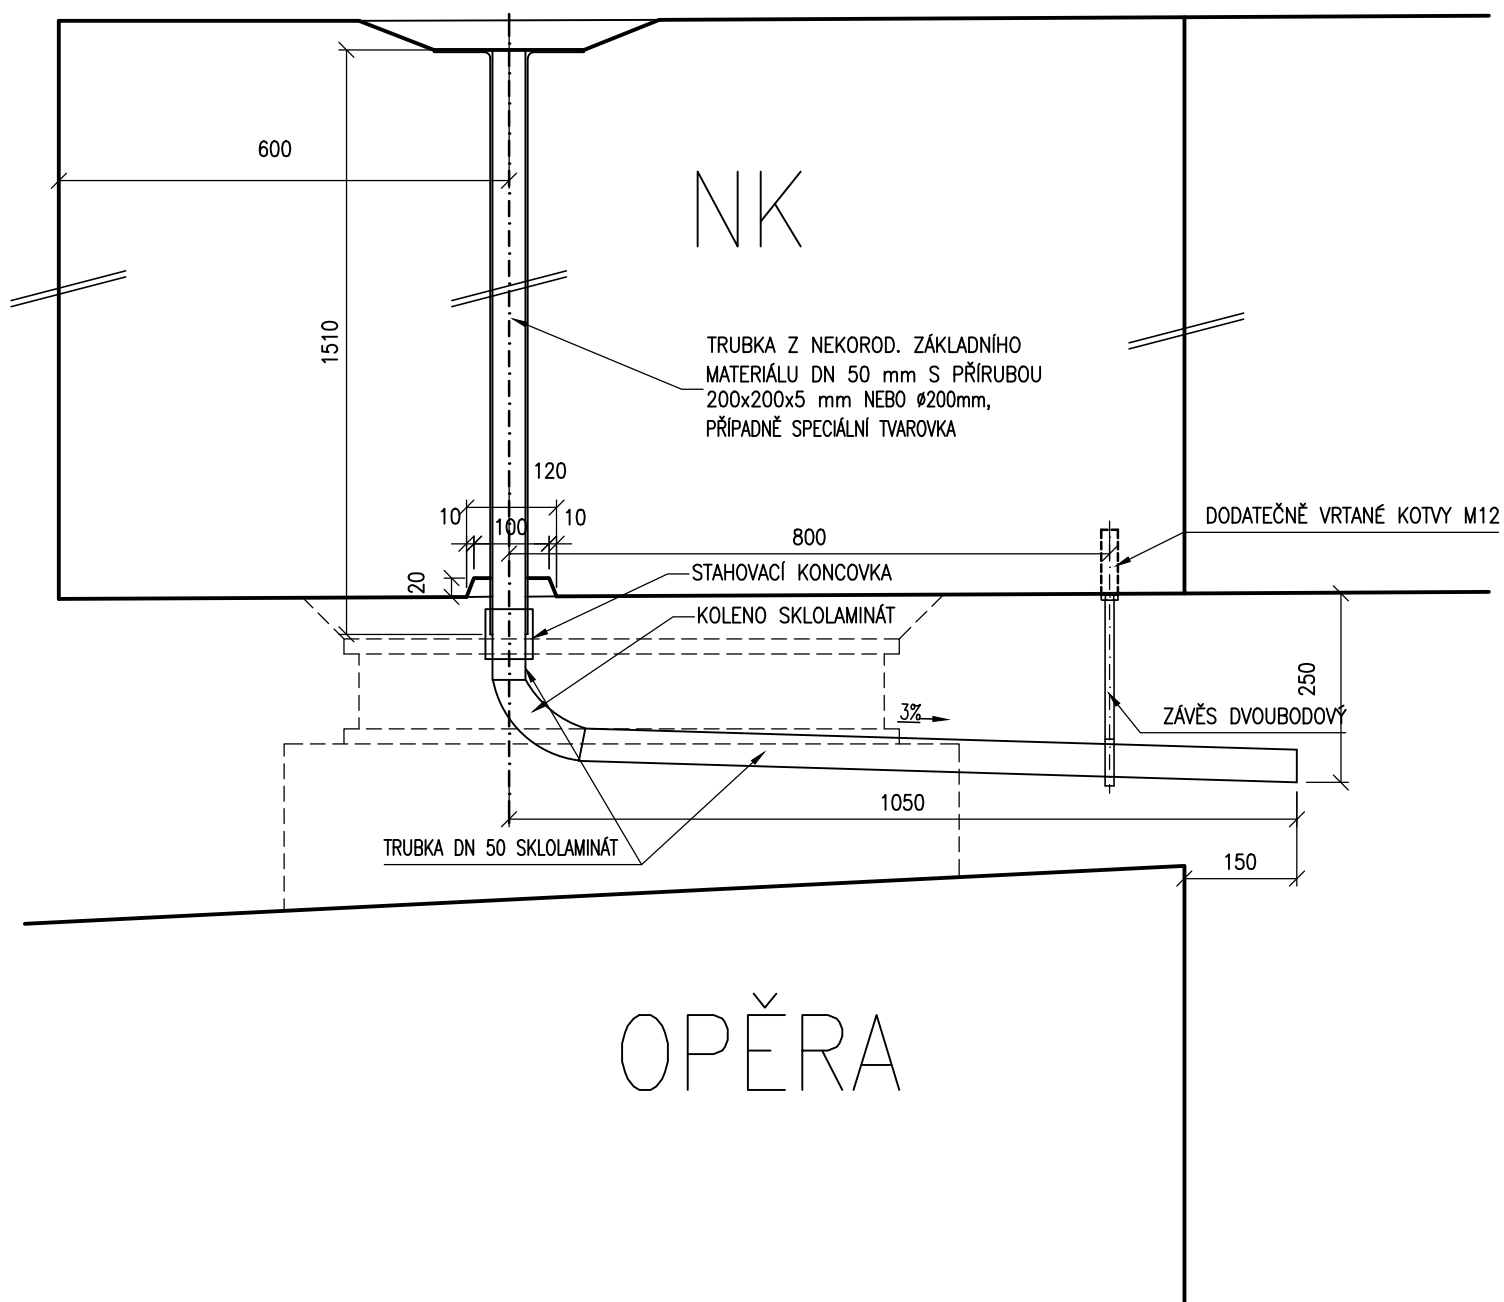 600
NK
1510
TRUBKA Z NEKOROD. ZÁKLADNÍHO
MATERIÁLU DN 50 mm S PŘÍRUBOU
200x200x5 mm NEBO ø200mm,
PŘÍPADNĚ SPECIÁLNÍ TVAROVKA
120
10
100
10
800
DODATEČNĚ VRTANÉ KOTVY M12
20
STAHOVACÍ KONCOVKA
KOLENO SKLOLAMINÁT
250
3%
ZÁVĚS DVOUBODOVÝ
1050
TRUBKA DN 50 SKLOLAMINÁT
150
OPĚRA